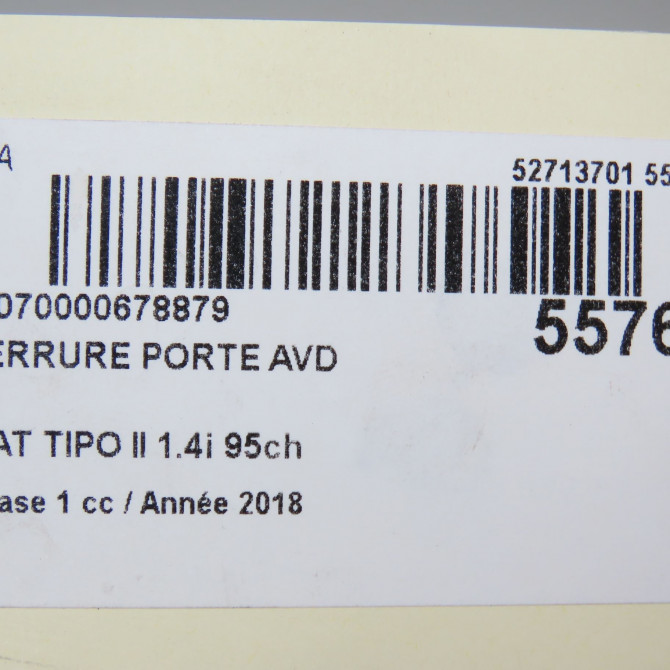 A
52713701 55
070000678879
5576
ERRURE PORTE AVD
AT TIPO II 1.4i 95ch
ase 1 cc / Année 2018